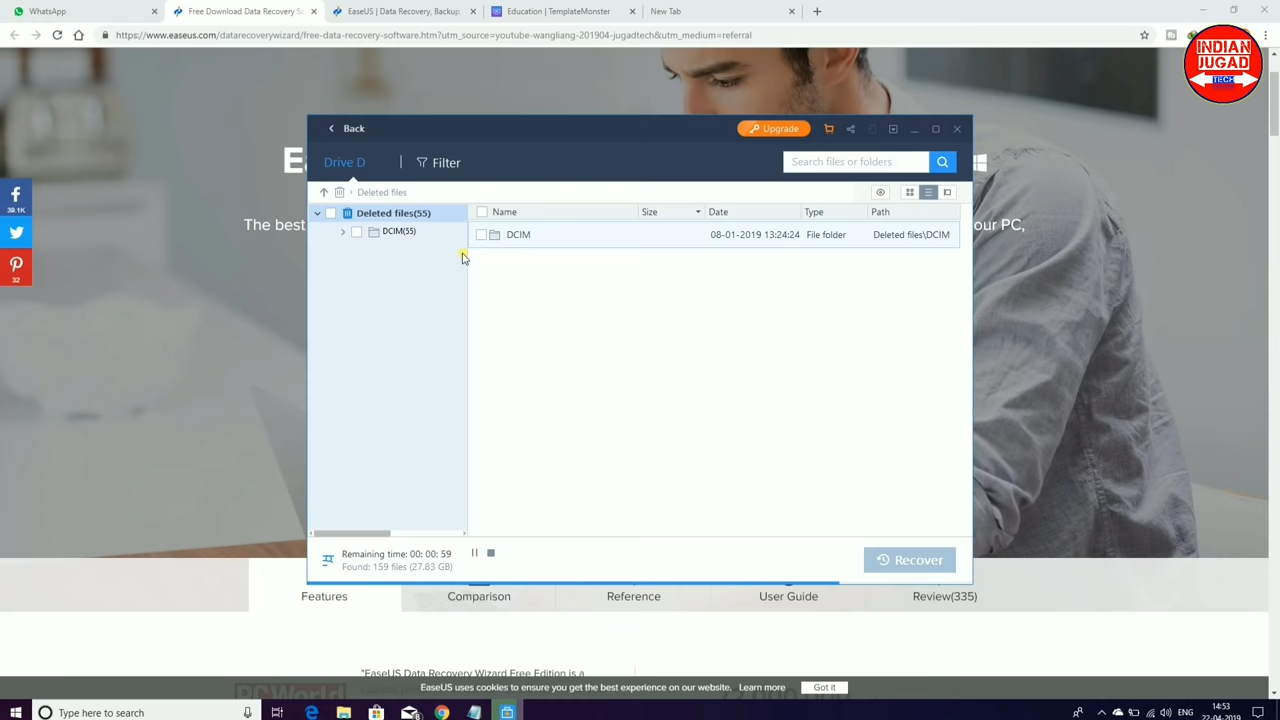 WhatsApp
Free Download Data Recovery So
EaseUS | Data Recovery, Backup,
Education | TemplateMonster
New Tab
https://www.easeus.com/datarecoverywizard/free-data-recovery-software.htm?utm_source=youtube-wangliang-201904-jugadtech&utm_medium=referral
INDIAN
JUGAD
TECH
Back
Upgrade
Drive D
Filter
Search files or folders
Deleted files
39.1K
32
The best
your PC,
Deleted files(55)
DCIM(55)
Name
Size
Date
Type
Path
DCIM
08-01-2019 13:24:24
File folder
Deleted files\DCIM
Remaining time: 00: 00: 59
Found: 159 files (27.83 GB)
Recover
Features
Comparison
Reference
User Guide
Review(335)
"EaseUS Data Recovery Wizard Free Edition is a
PCWorld
EaseUS uses cookies to ensure you get the best experience on our website.
Learn more
Got it
Type here to search
ENG
14:53
22-04-2019